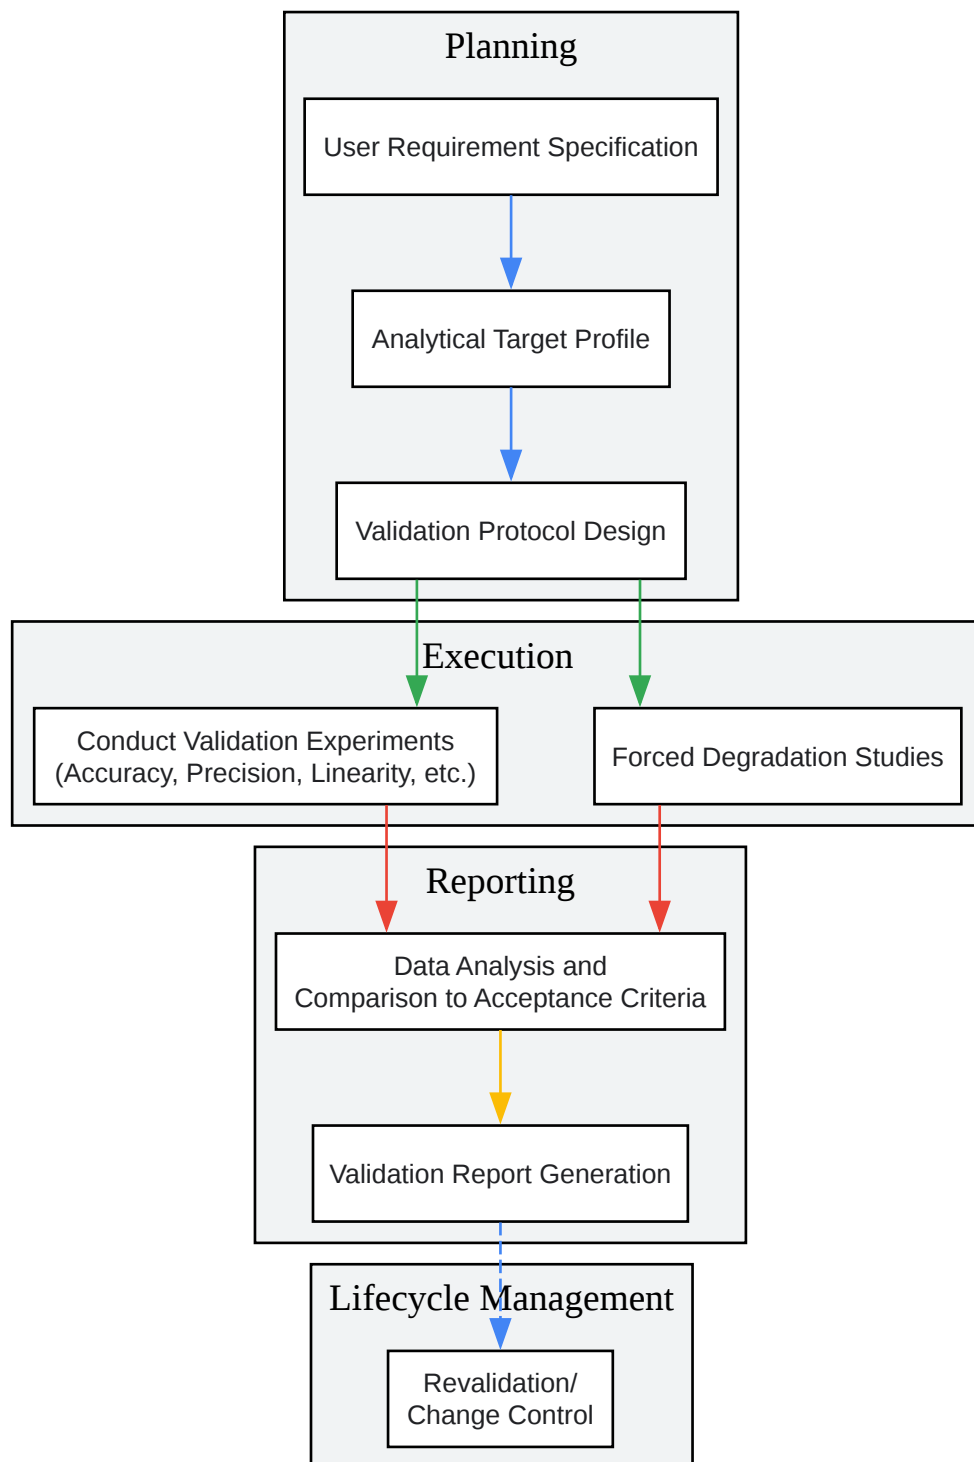 Planning
User Requirement Specification
Analytical Target Profile
Validation Protocol Design
Execution
Conduct Validation Experiments
(Accuracy, Precision, Linearity, etc.)
Forced Degradation Studies
Reporting
Data Analysis and
Comparison to Acceptance Criteria
Validation Report Generation
Lifecycle Management
Revalidation/
Change Control